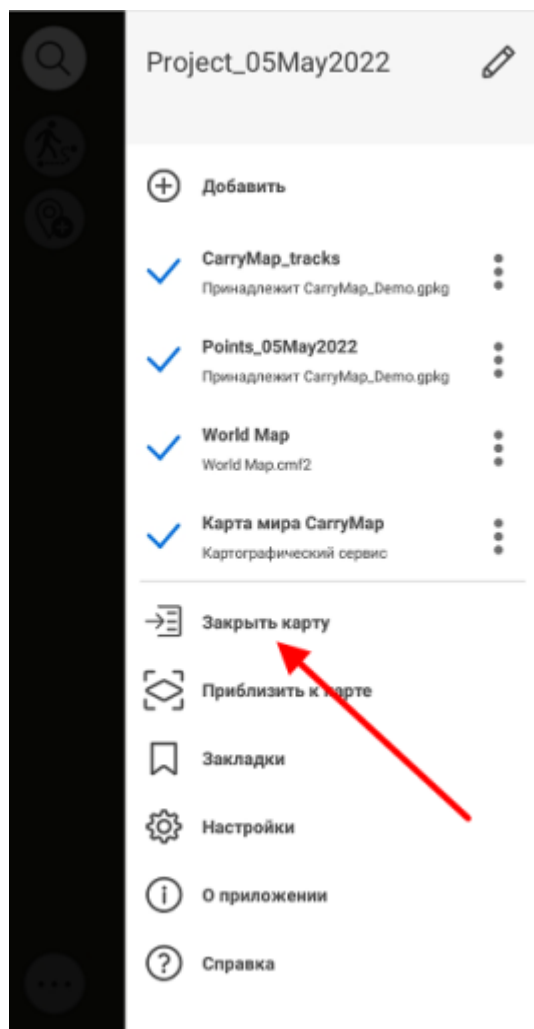 Project_05May2022
Добавить
CarryMap_tracks
Принадлежит CarryMap_Demo.gpkg
Points_05May2022
Принадлежит CarryMap_Demo.gpkg
World Map
World Map.cmf2
Карта мира CarryMap
Картографический сервис
Закрыть карту
Приблизить к карте
Закладки
Настройки
О приложении
Справка